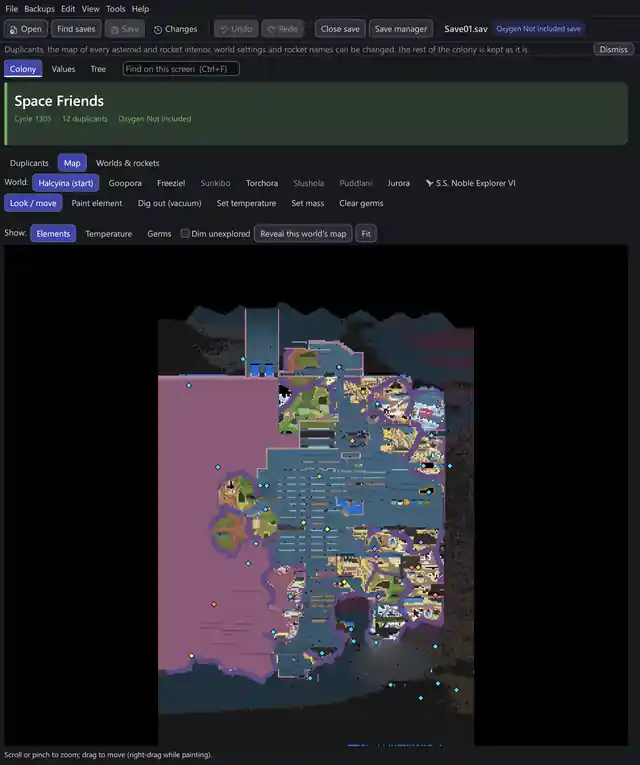 File Backups Edit View Tools Help
Open Find saves Save Changes Undo Redo Close save Save manager Save01.sav Oxygen Not Included save
Duplicants, the map of every asteroid and rocket interior, world settings and rocket names can be changed; the rest of the colony is kept as it is. Dismiss
Colony Values Tree Find on this screen (Ctrl+F)
Space Friends
Cycle 1305 · 12 duplicants · Oxygen Not Included
Duplicants Map Worlds & rockets
World: Halcyina (start) Goopora Freeziel Sunkibo Torchora Slushola Puddlani Jurora S.S. Noble Explorer VI
Look / move Paint element Dig out (vacuum) Set temperature Set mass Clear germs
Show: Elements Temperature Germs Dim unexplored Reveal this world's map Fit
Scroll or pinch to zoom; drag to move (right-drag while painting).